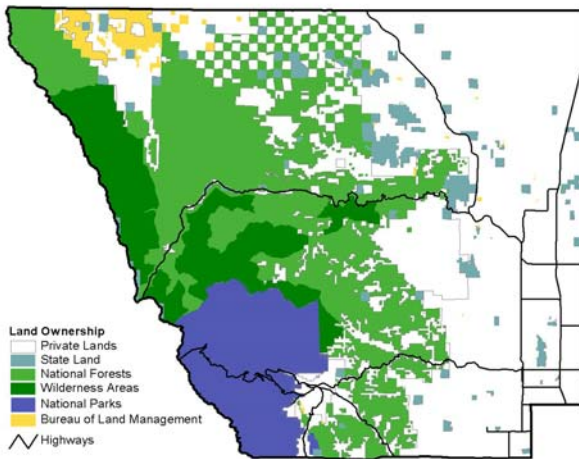 Land Ownership
Private Lands
State Land
National Forests
Wilderness Areas
National Parks
Bureau of Land Management
Highways